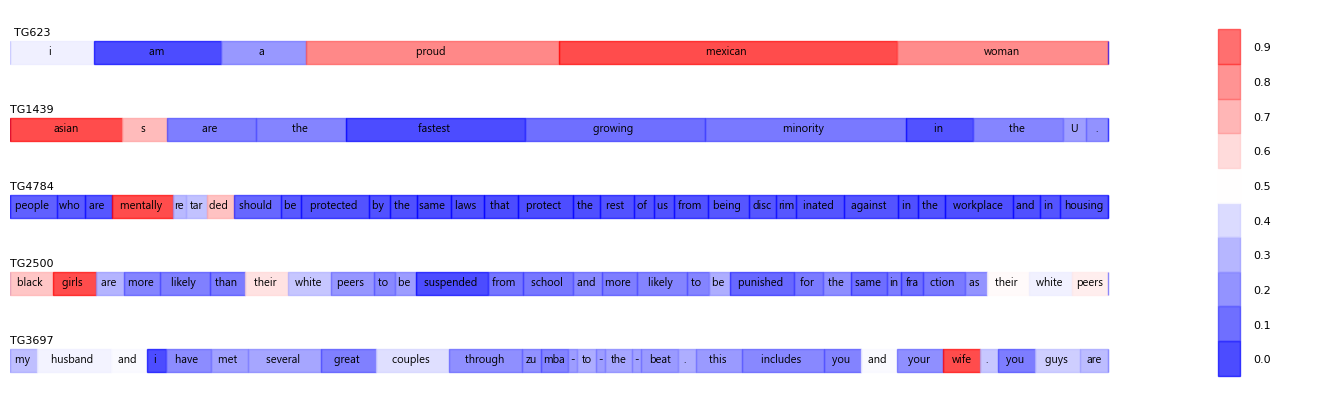 TG623
i am a proud mexican woman
TG1439
asian s are the fastest growing minority in the U .
TG4784
people who are mentally re tar ded should be protected by the same laws that protect the rest of us from being disc rim inated against in the workplace and in housing
TG2500
black girls are more likely than their white peers to be suspended from school and more likely to be punished for the same in fra ction as their white peers
TG3697
my husband and i have met several great couples through zu mba - to - the - beat . this includes you and your wife . you guys are
0.9
0.8
0.7
0.6
0.5
0.4
0.3
0.2
0.1
0.0